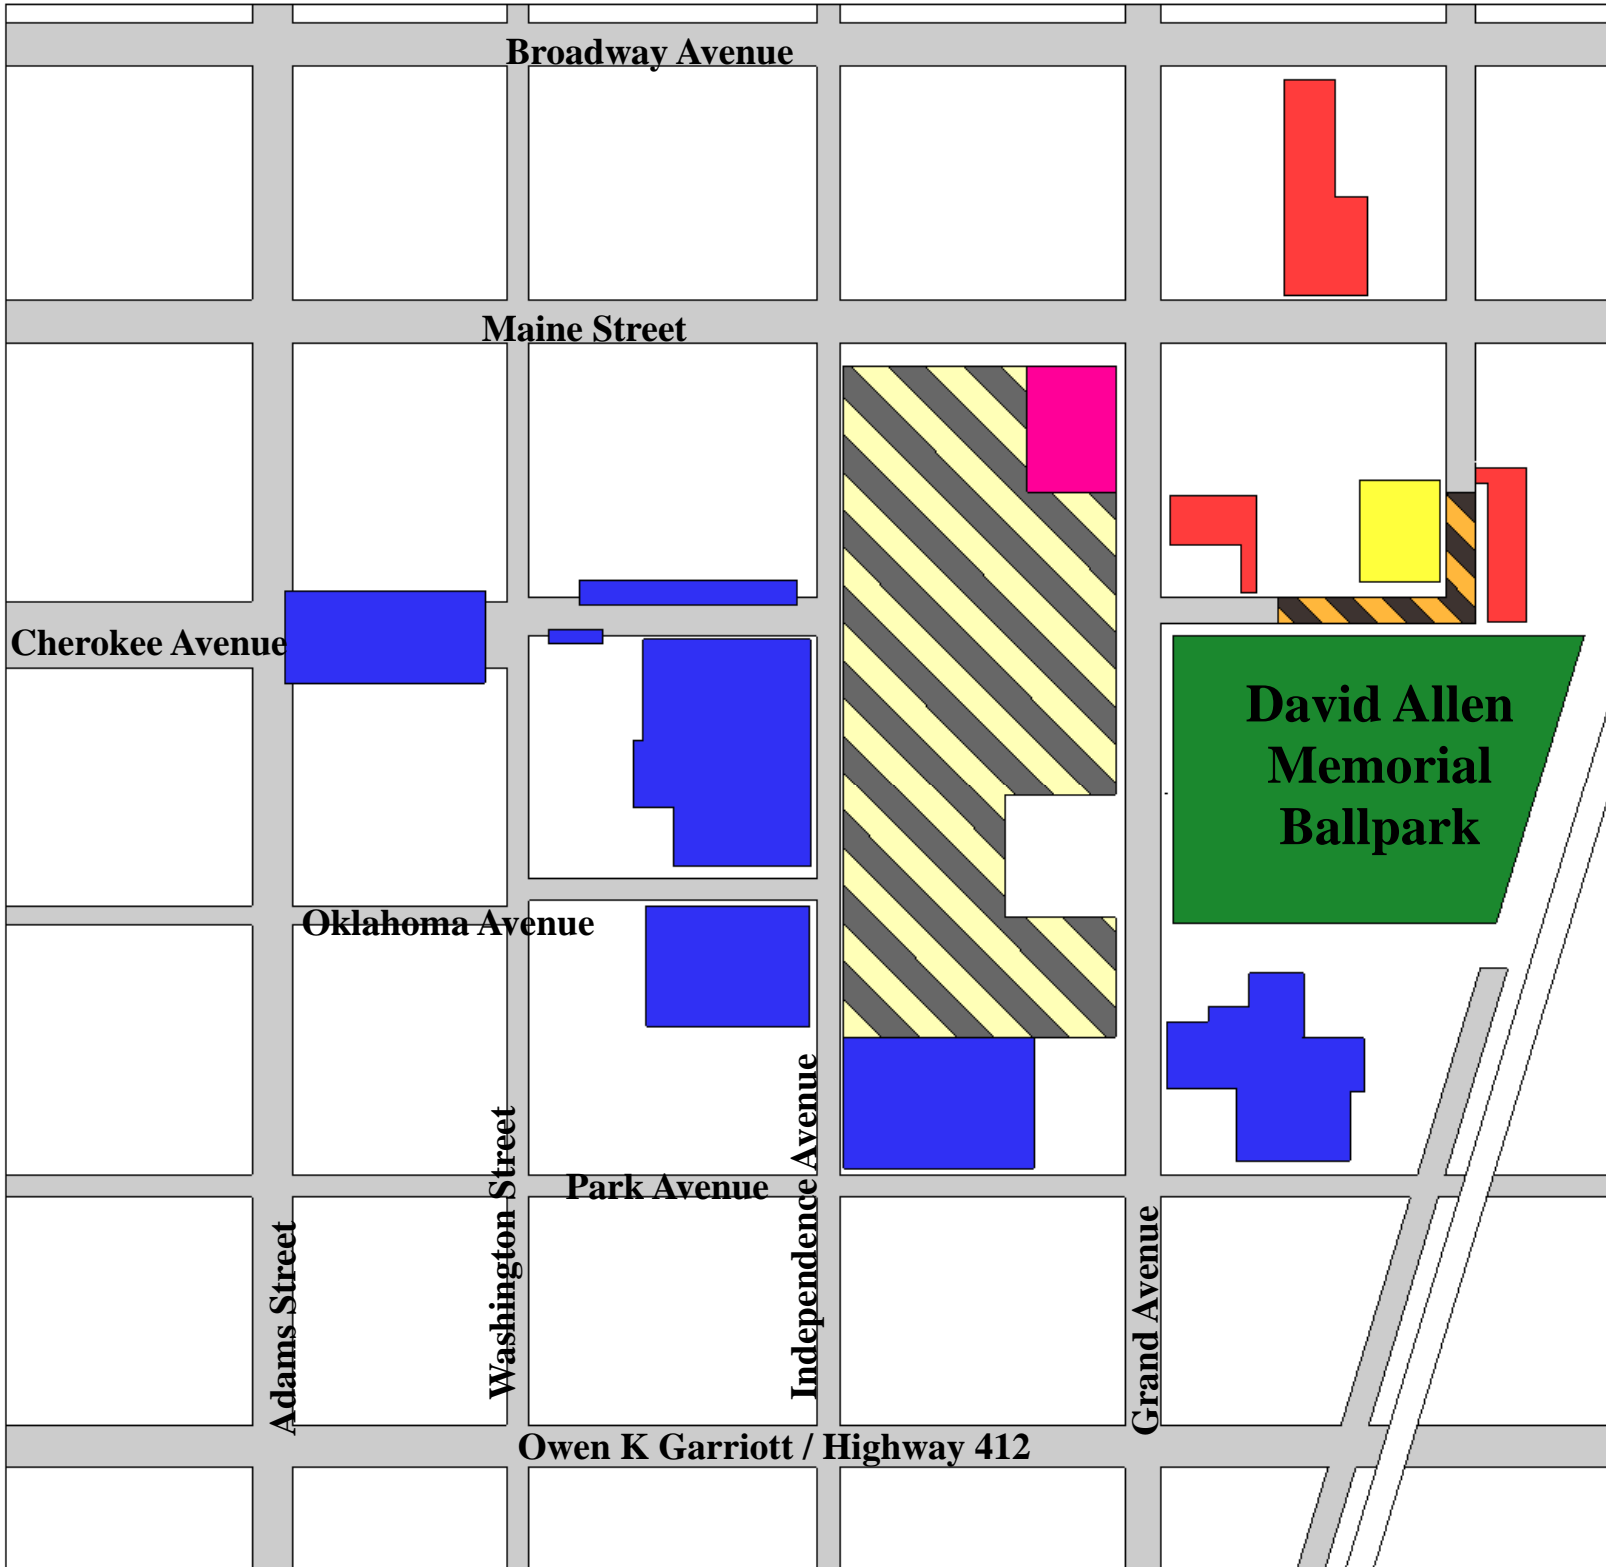 Broadway Avenue
Maine Street
Cherokee Avenue
David Allen
Memorial
Ballpark
Oklahoma Avenue
Park Avenue
Adams Street
Washington Street
Independence Avenue
Grand Avenue
Owen K Garriott / Highway 412